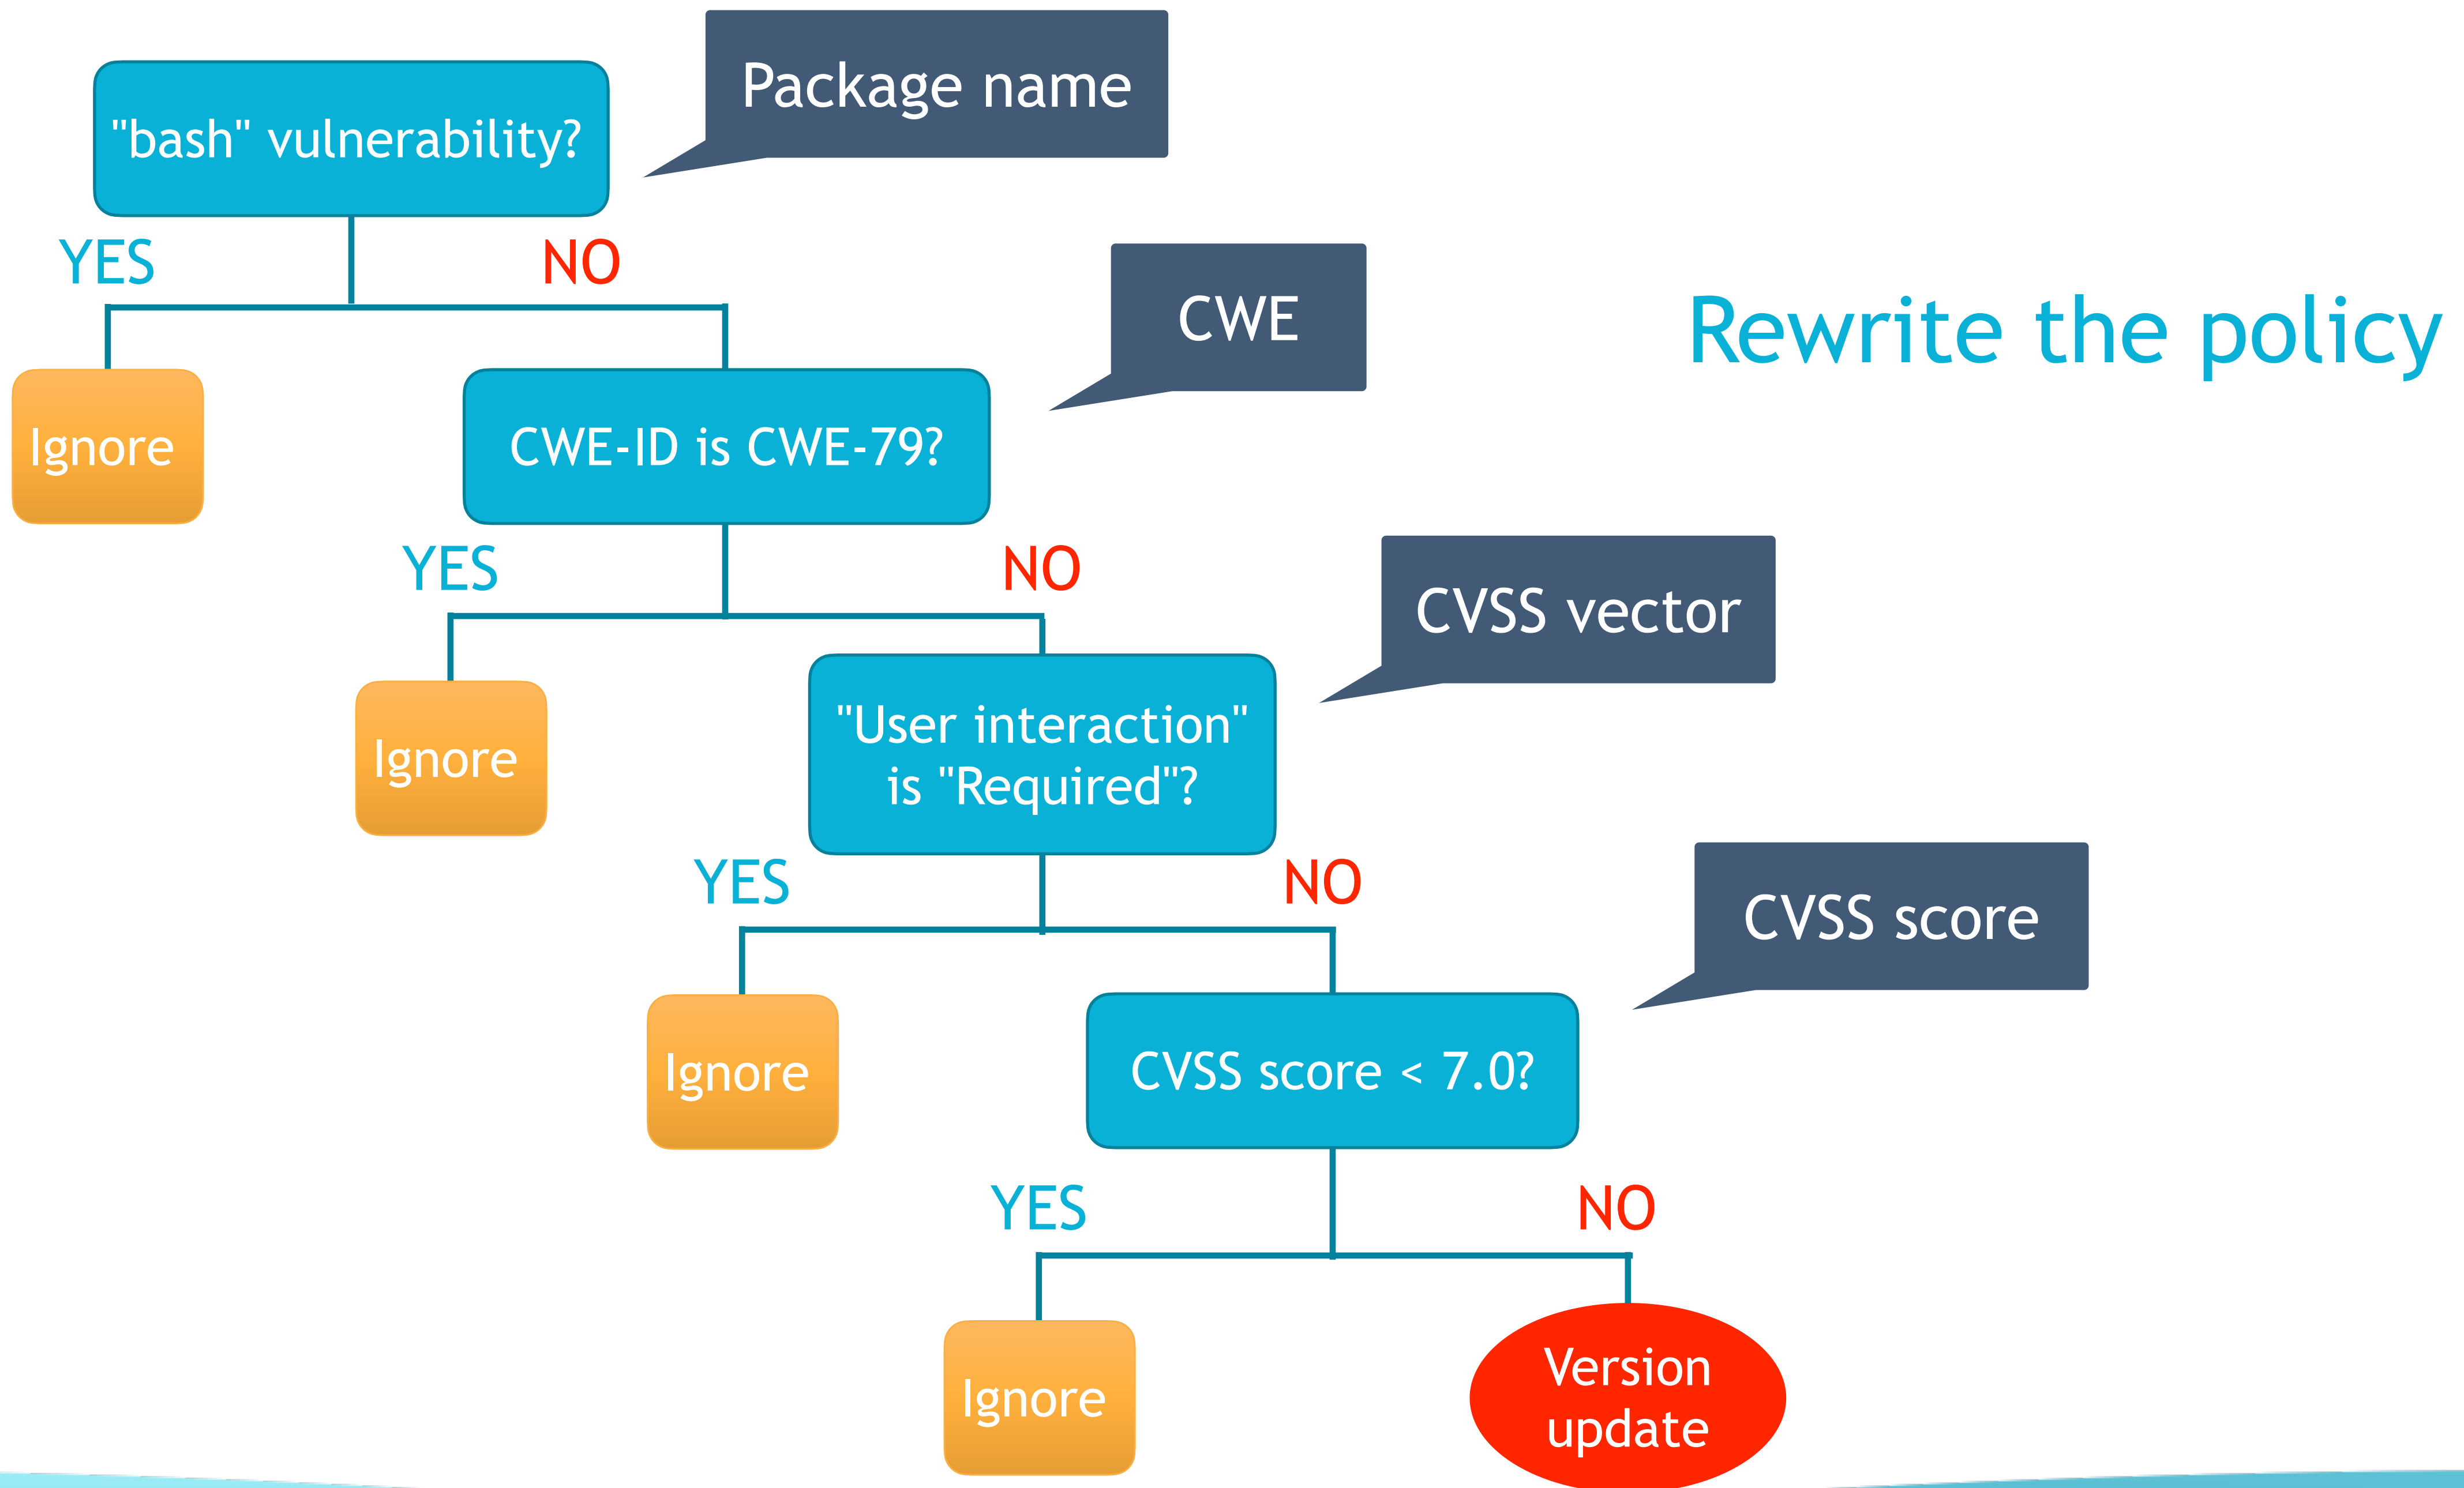 Package name
"bash" vulnerability?
YES
NO
CWE
Rewrite the policy
Ignore
CWE-ID is CWE-79?
YES
NO
CVSS vector
Ignore
"User interaction"
is "Required"?
YES
NO
CVSS score
Ignore
CVSS score < 7.0?
YES
NO
Ignore
Version
update